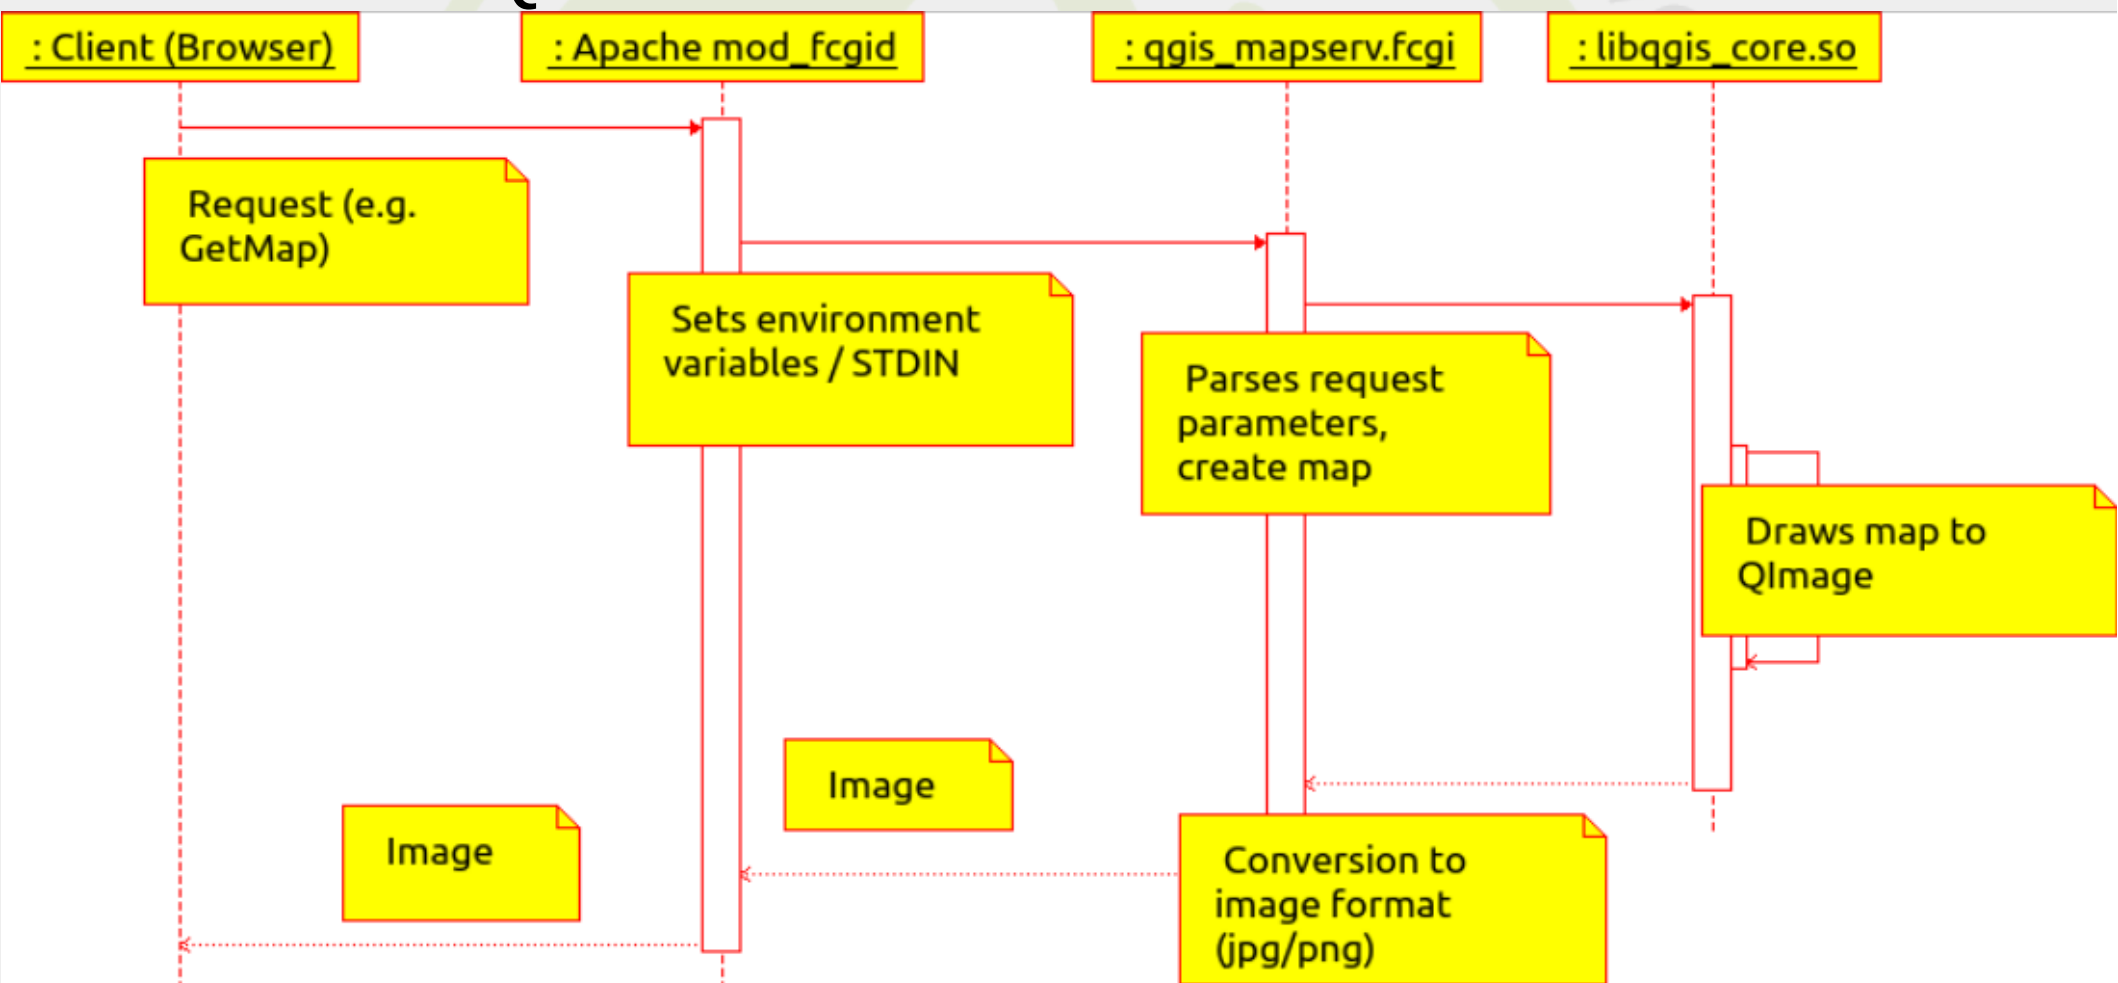 : Client (Browser)
: Apache mod_fcgid
: qgis_mapserv.fcgi
: libqgis_core.so
Request (e.g.
GetMap)
Sets environment
variables / STDIN
Parses request
parameters,
create map
Draws map to
QImage
Image
Image
Conversion to
image format
(jpg/png)